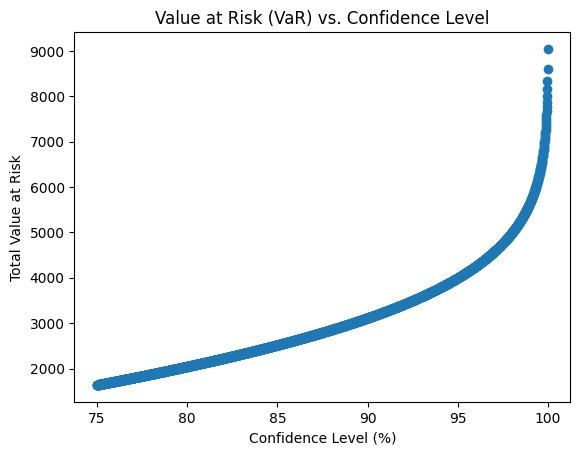 Value at Risk (VaR) vs. Confidence Level
9000
8000
7000
6000
5000
4000
3000
2000
Total Value at Risk
75 80 85 90 95 100
Confidence Level (%)